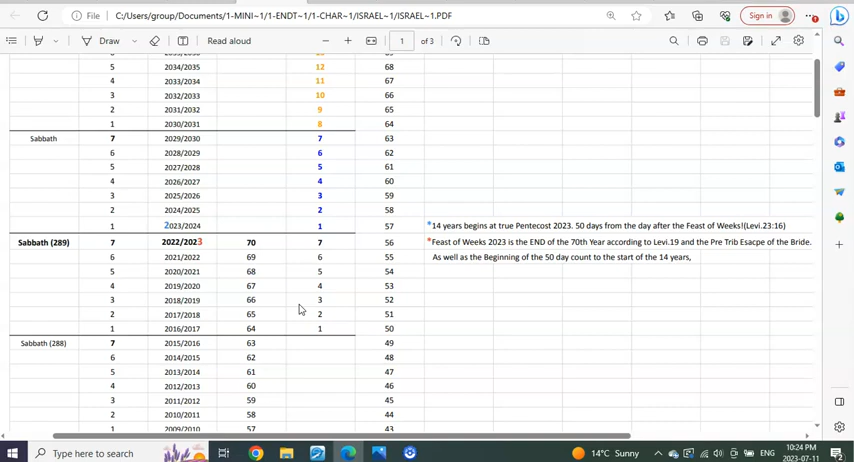 File C:/Users/group/Documents/1-MINI~1/1-ENDT~1/1-CHAR~1/ISRAEL~1/ISRAEL~1.PDF Sign in
Draw Read aloud 1 of 3
5 2034/2035 12 68
4 2033/2034 11 67
3 2032/2033 10 66
2 2031/2032 9 65
1 2030/2031 8 64
Sabbath 7 2029/2030 7 63
6 2028/2029 6 62
5 2027/2028 5 61
4 2026/2027 4 60
3 2025/2026 3 59
2 2024/2025 2 58
1 2023/2024 1 57 *14 years begins at true Pentecost 2023. 50 days from the day after the Feast of Weeks!(Levi.23:16)
Sabbath (289) 7 2022/2023 70 7 56 *Feast of Weeks 2023 is the END of the 70th Year according to Levi.19 and the Pre Trib Esacpe of the Bride.
6 2021/2022 69 6 55 As well as the Beginning of the 50 day count to the start of the 14 years,
5 2020/2021 68 5 54
4 2019/2020 67 4 53
3 2018/2019 66 3 52
2 2017/2018 65 2 51
1 2016/2017 64 1 50
Sabbath (288) 7 2015/2016 63 49
6 2014/2015 62 48
5 2013/2014 61 47
4 2012/2013 60 46
3 2011/2012 59 45
2 2010/2011 58 44
1 2009/2010 57 43
Type here to search 14°C Sunny ENG 10:24 PM
2023-07-11